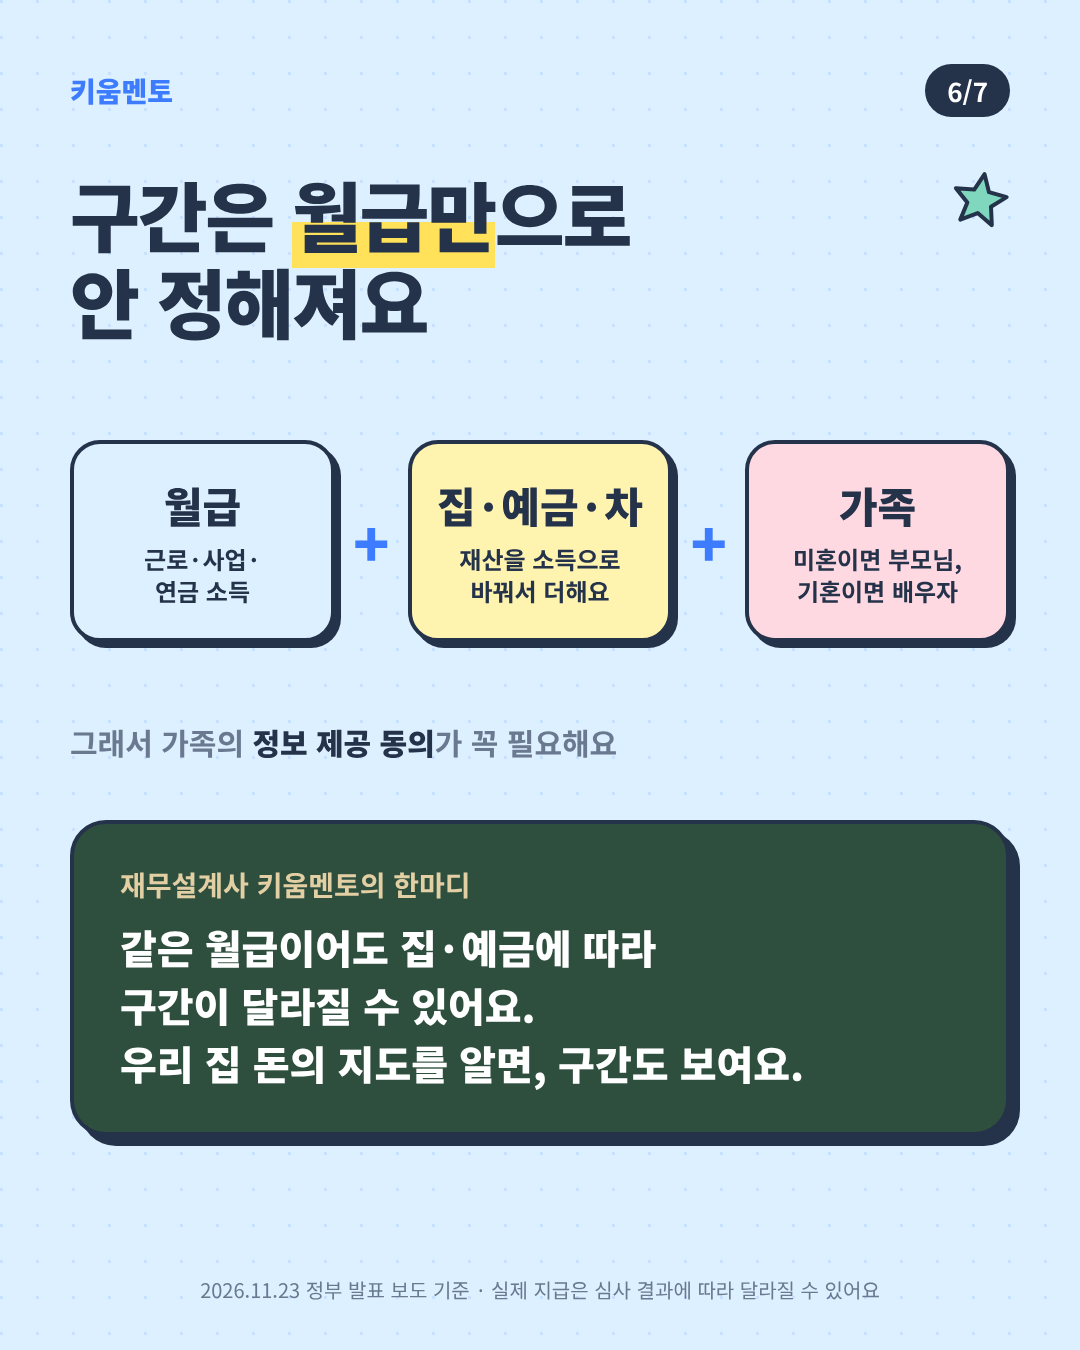 키움멘토
6/7
구간은 월급만으로
안 정해져요
월급
근로·사업·
연금 소득
+
집·예금·차
재산을 소득으로
바꿔서 더해요
+
가족
미혼이면 부모님,
기혼이면 배우자
그래서 가족의 정보 제공 동의가 꼭 필요해요
재무설계사 키움멘토의 한마디
같은 월급이어도 집·예금에 따라
구간이 달라질 수 있어요.
우리 집 돈의 지도를 알면, 구간도 보여요.
2026.11.23 정부 발표 보도 기준 · 실제 지급은 심사 결과에 따라 달라질 수 있어요